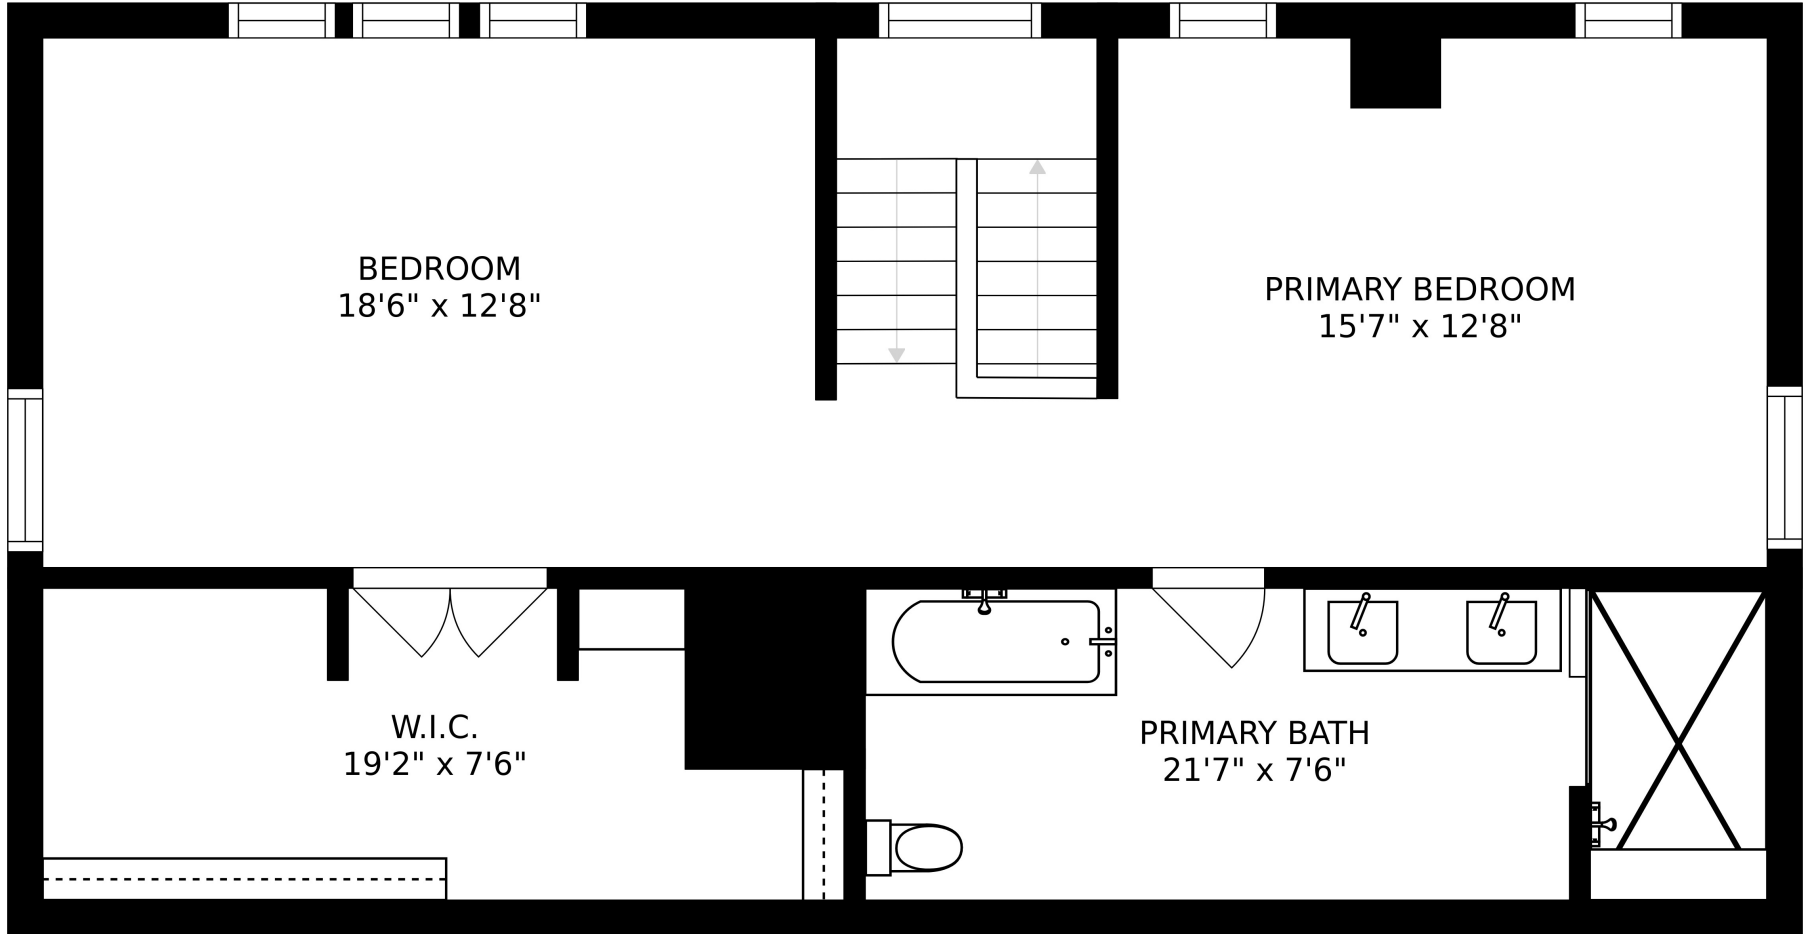 BEDROOM
18'6" x 12'8"
PRIMARY BEDROOM
15'7" x 12'8"
W.I.C.
19'2" x 7'6"
PRIMARY BATH
21'7" x 7'6"